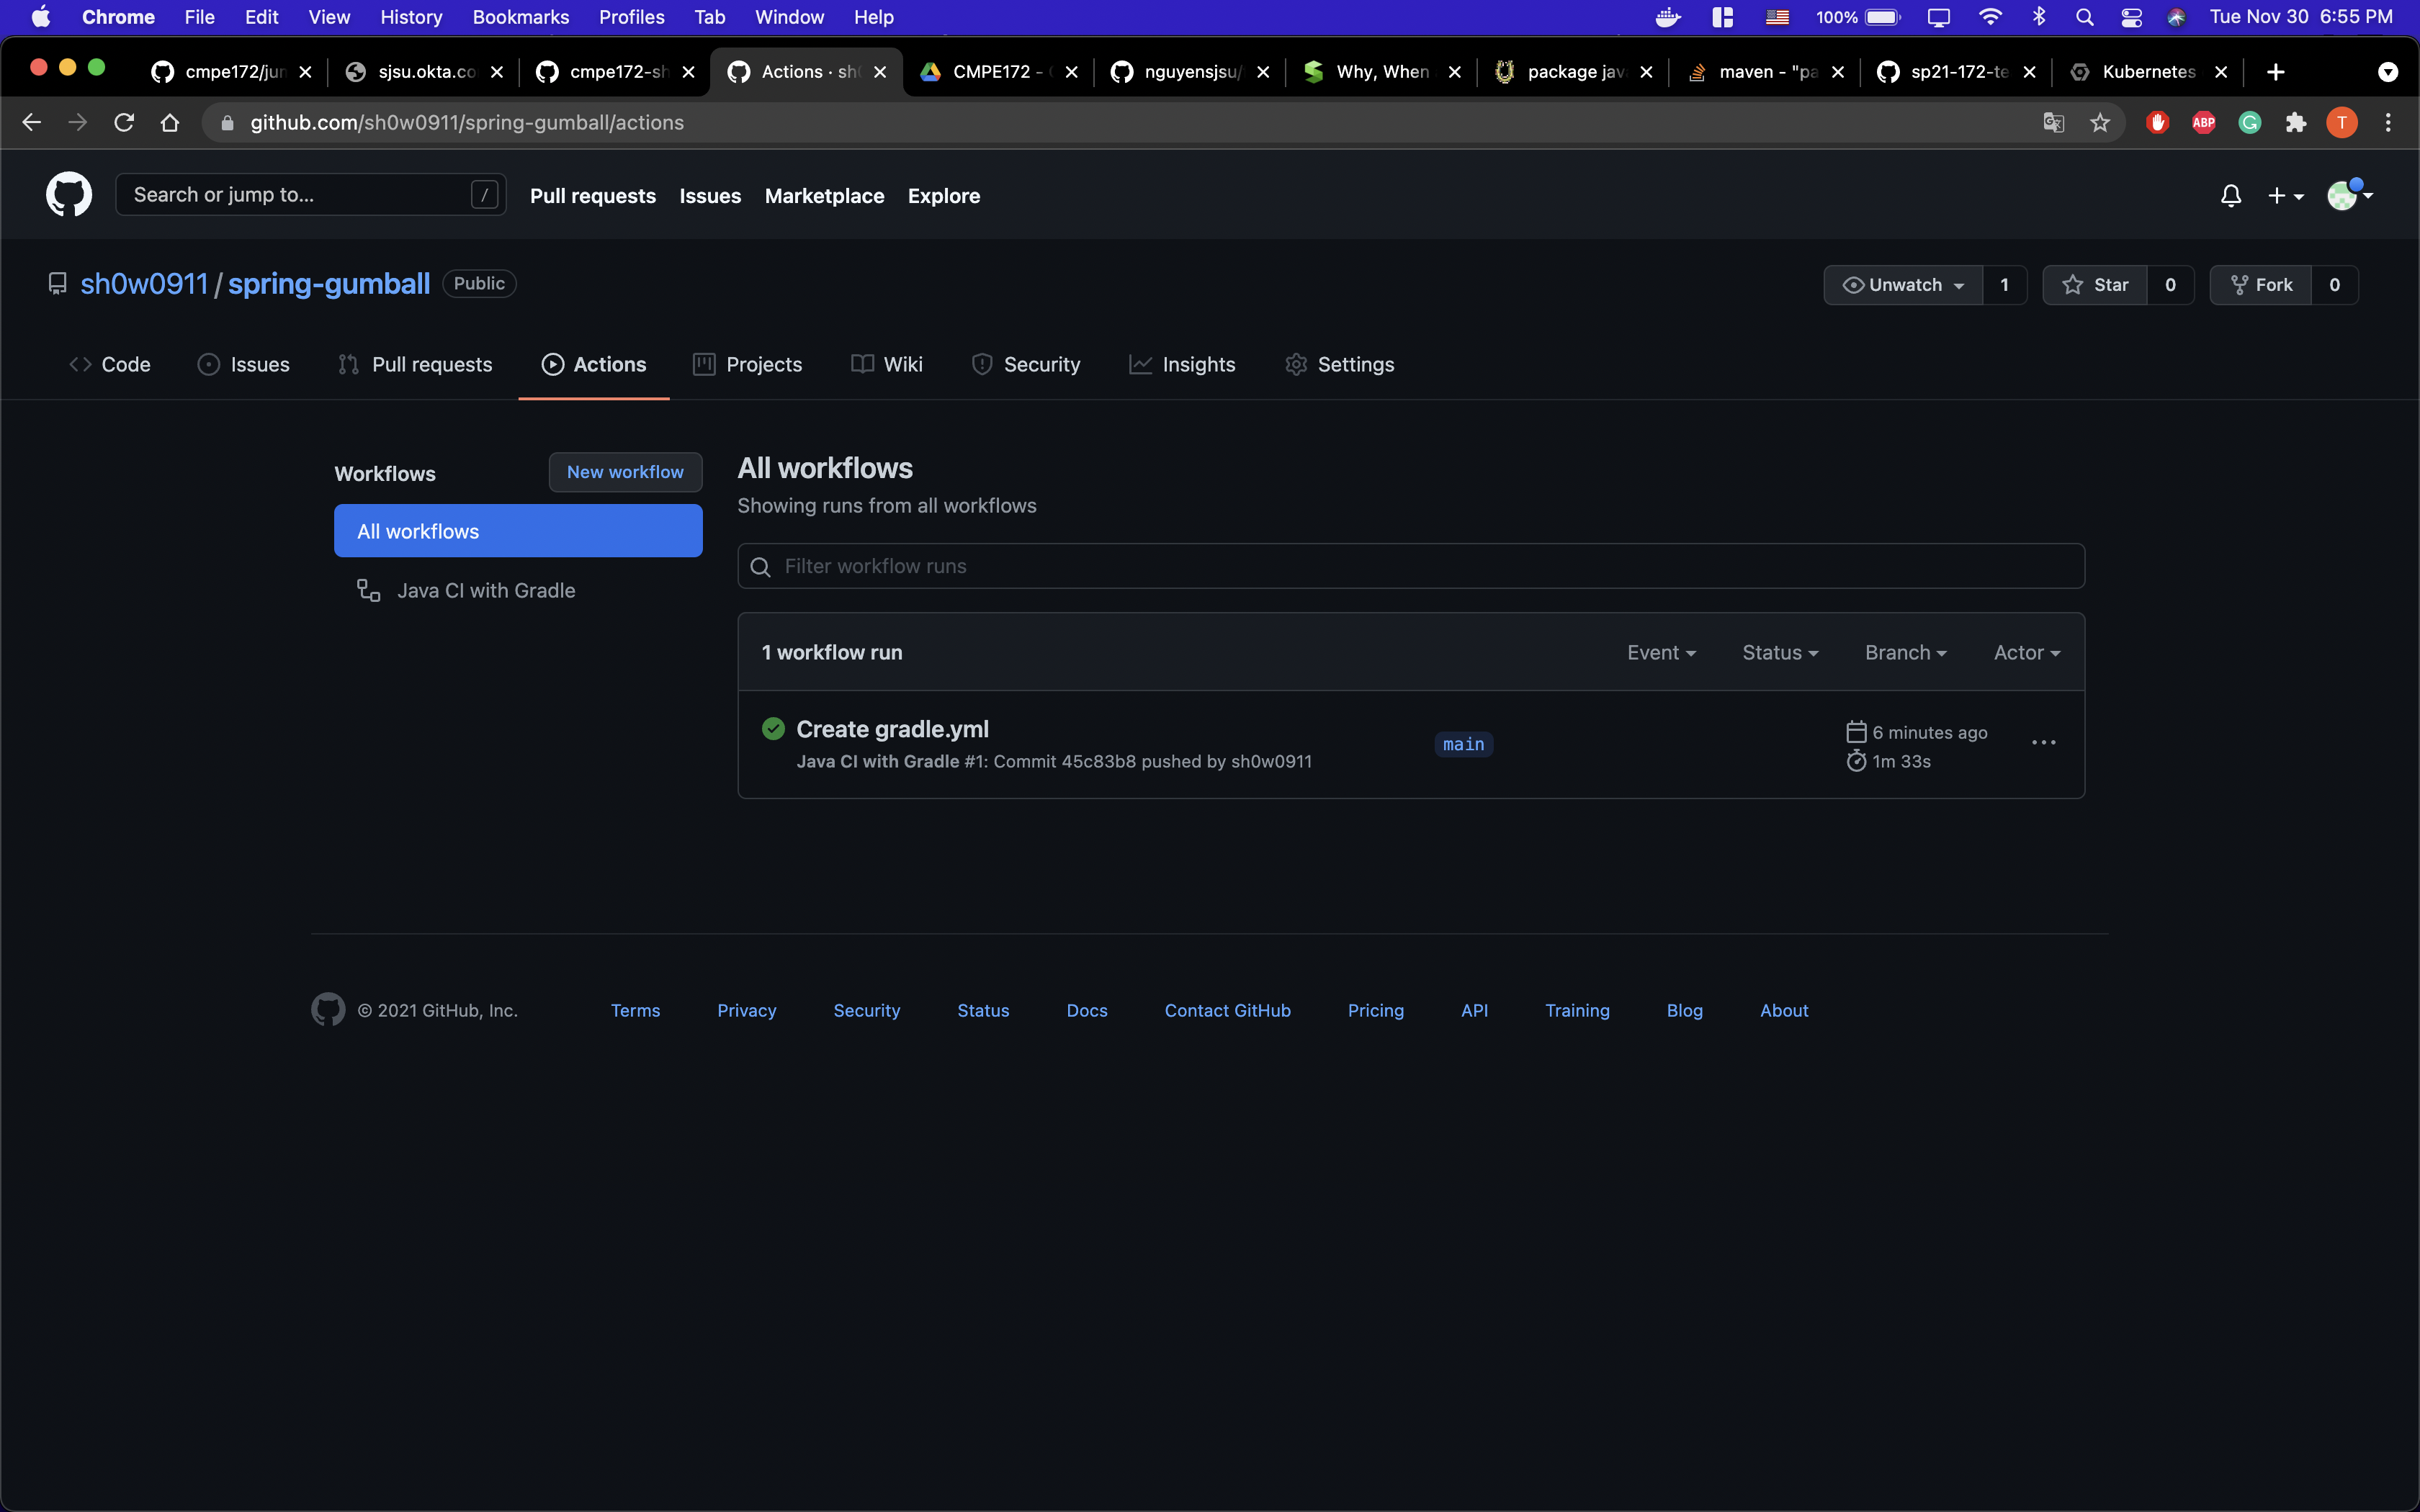 Chrome File Edit View History Bookmarks Profiles Tab Window Help 100% Tue Nov 30 6:55 PM
cmpe172/jun sjsu.okta.co cmpe172-sh Actions · sh0 CMPE172 - nguyensjsu/ Why, When package jav maven - "pa sp21-172-te Kubernetes
github.com/sh0w0911/spring-gumball/actions ABP G T
Search or jump to... / Pull requests Issues Marketplace Explore
sh0w0911 / spring-gumball Public Unwatch 1 Star 0 Fork 0
Code Issues Pull requests Actions Projects Wiki Security Insights Settings
Workflows New workflow
All workflows
Java CI with Gradle
All workflows
Showing runs from all workflows
Filter workflow runs
1 workflow run Event Status Branch Actor
Create gradle.yml
Java CI with Gradle #1: Commit 45c83b8 pushed by sh0w0911
main
6 minutes ago
1m 33s
© 2021 GitHub, Inc. Terms Privacy Security Status Docs Contact GitHub Pricing API Training Blog About